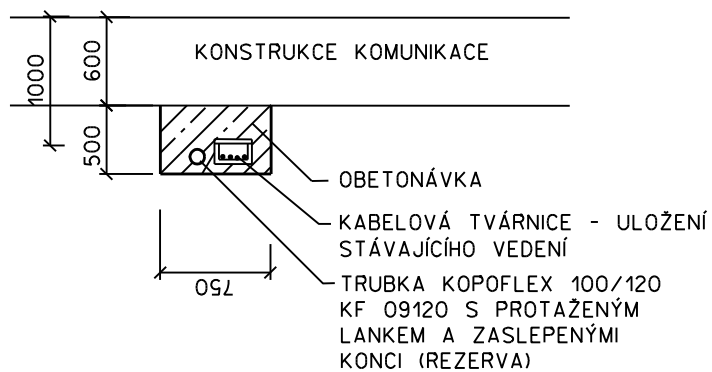 KONSTRUKCE KOMUNIKACE
1000
600
500
750
OBETONÁVKA
KABELOVÁ TVÁRNICE - ULOŽENÍ
STÁVAJÍCÍHO VEDENÍ
TRUBKA KOPOFLEX 100/120
KF 09120 S PROTAŽENÝM
LANKEM A ZASLEPENÝMI
KONCI (REZERVA)